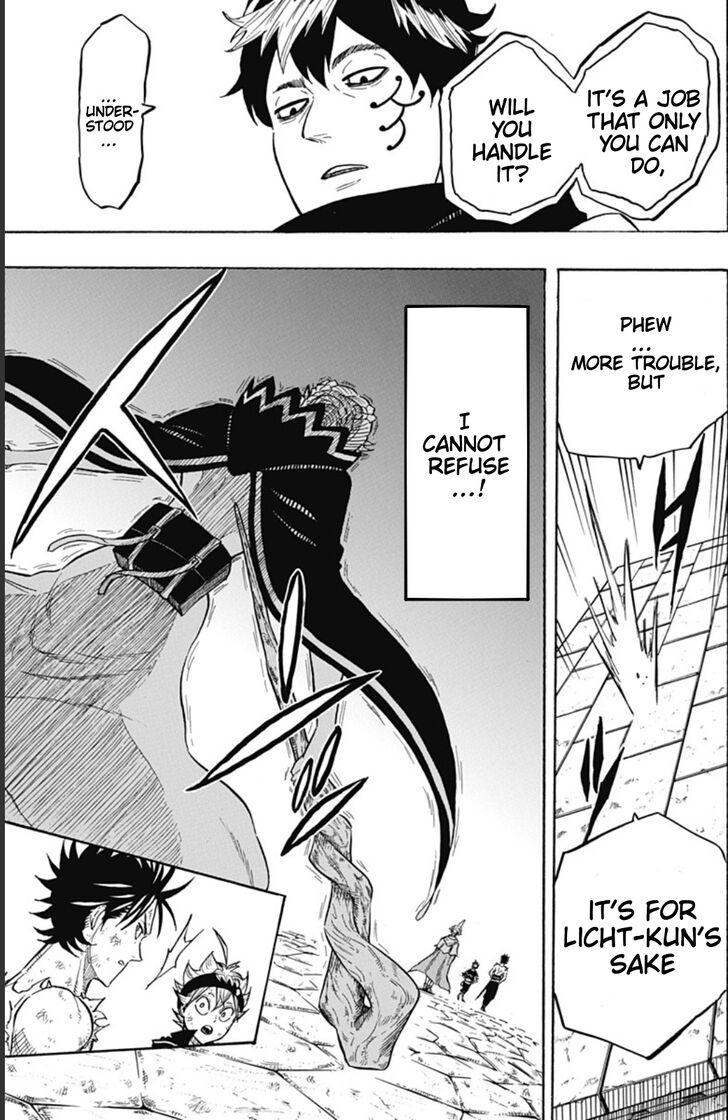 IT'S A JOB
THAT ONLY
YOU CAN
DO,
WILL
YOU
HANDLE
IT?
...
UNDER-
STOOD
...
PHEW
...
MORE TROUBLE,
BUT
IT'S FOR
LICHT-KUN'S
SAKE
I
CANNOT
REFUSE
...!